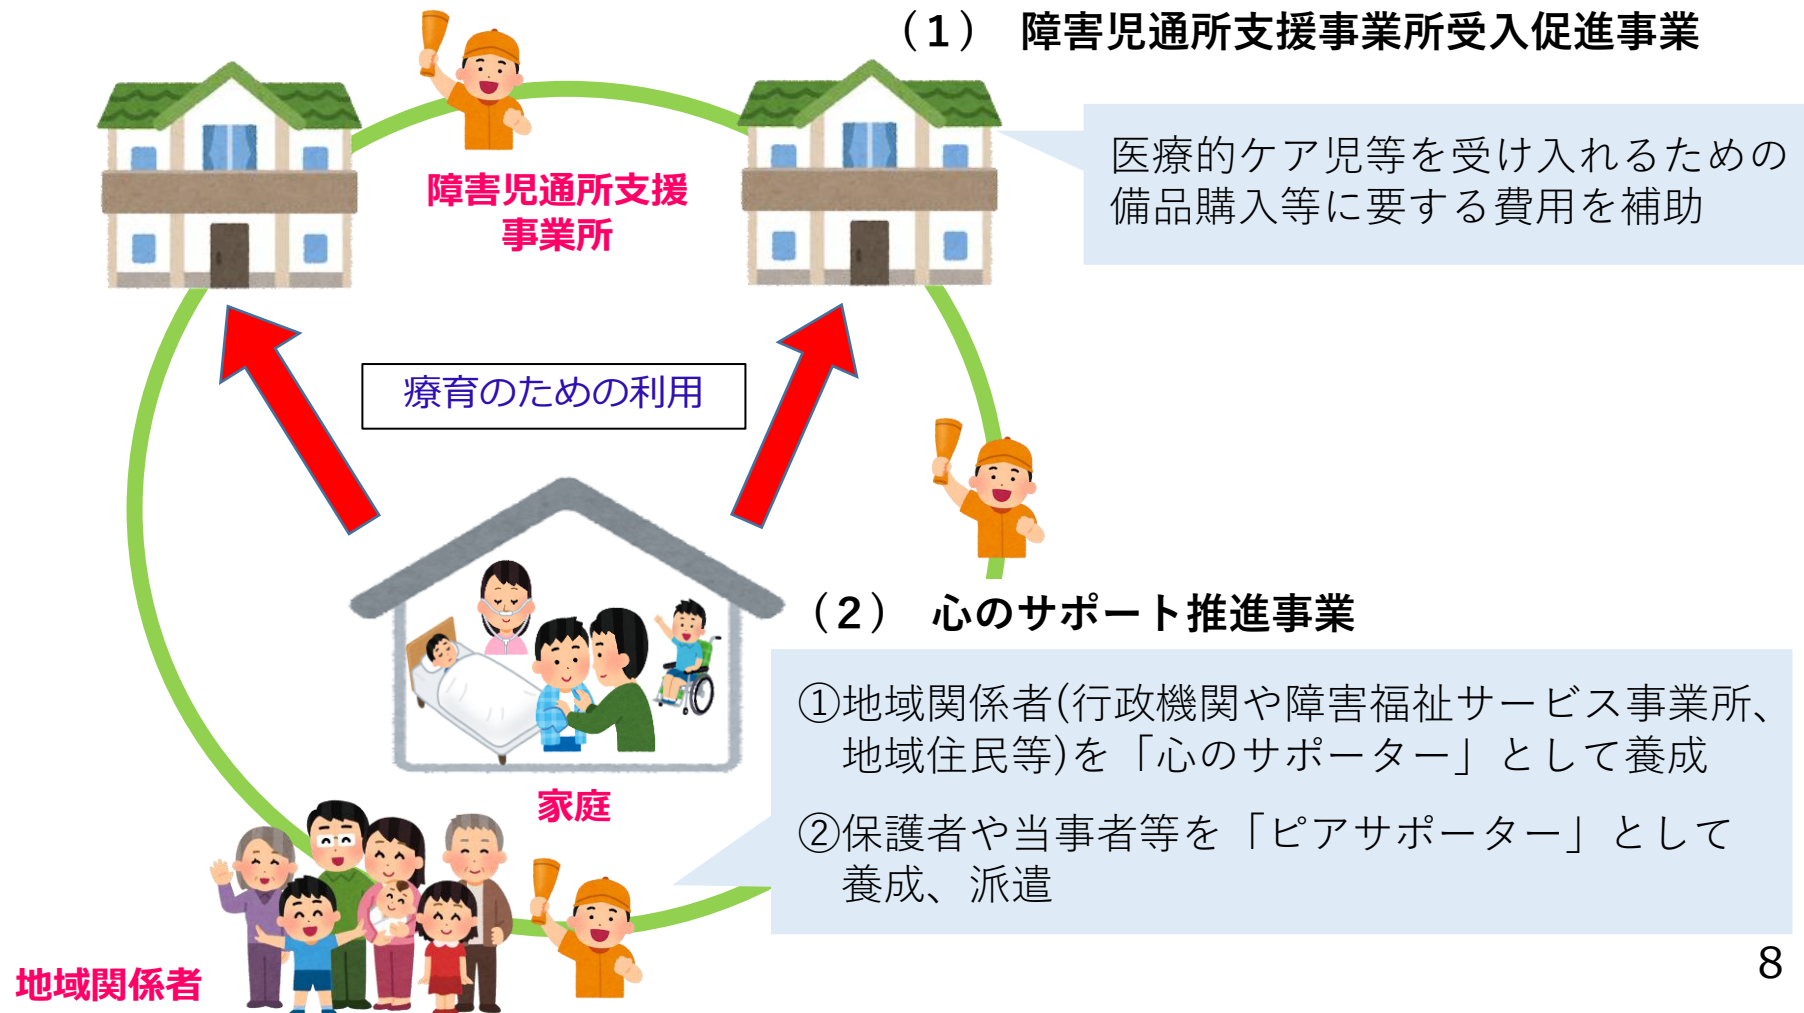 （1）　障害児通所支援事業所受入促進事業
医療的ケア児等を受け入れるための
備品購入等に要する費用を補助
障害児通所支援
事業所
療育のための利用
（2）　心のサポート推進事業
①地域関係者(行政機関や障害福祉サービス事業所、
地域住民等)を「心のサポーター」として養成
②保護者や当事者等を「ピアサポーター」として
養成、派遣
家庭
地域関係者
8